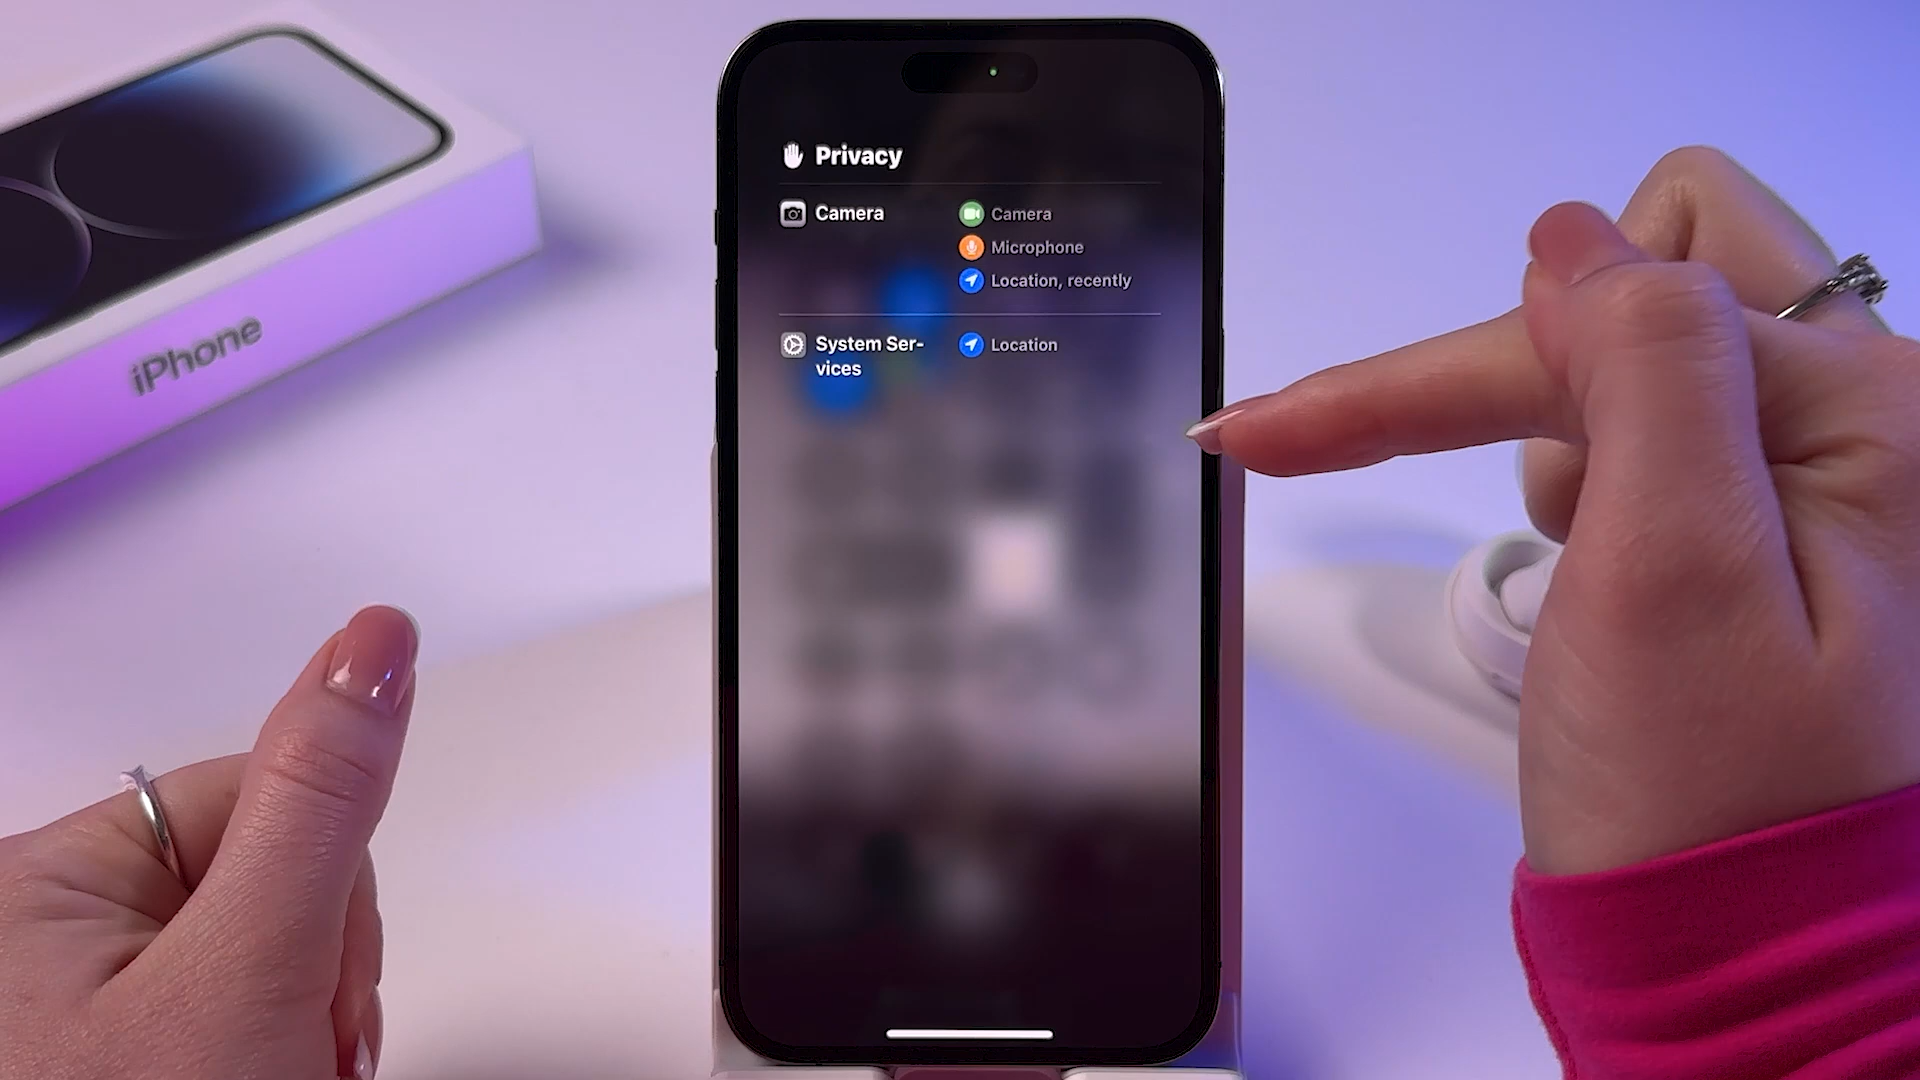 Privacy
Camera
Camera
Microphone
Location, recently
System Ser-
vices
Location
iPhone